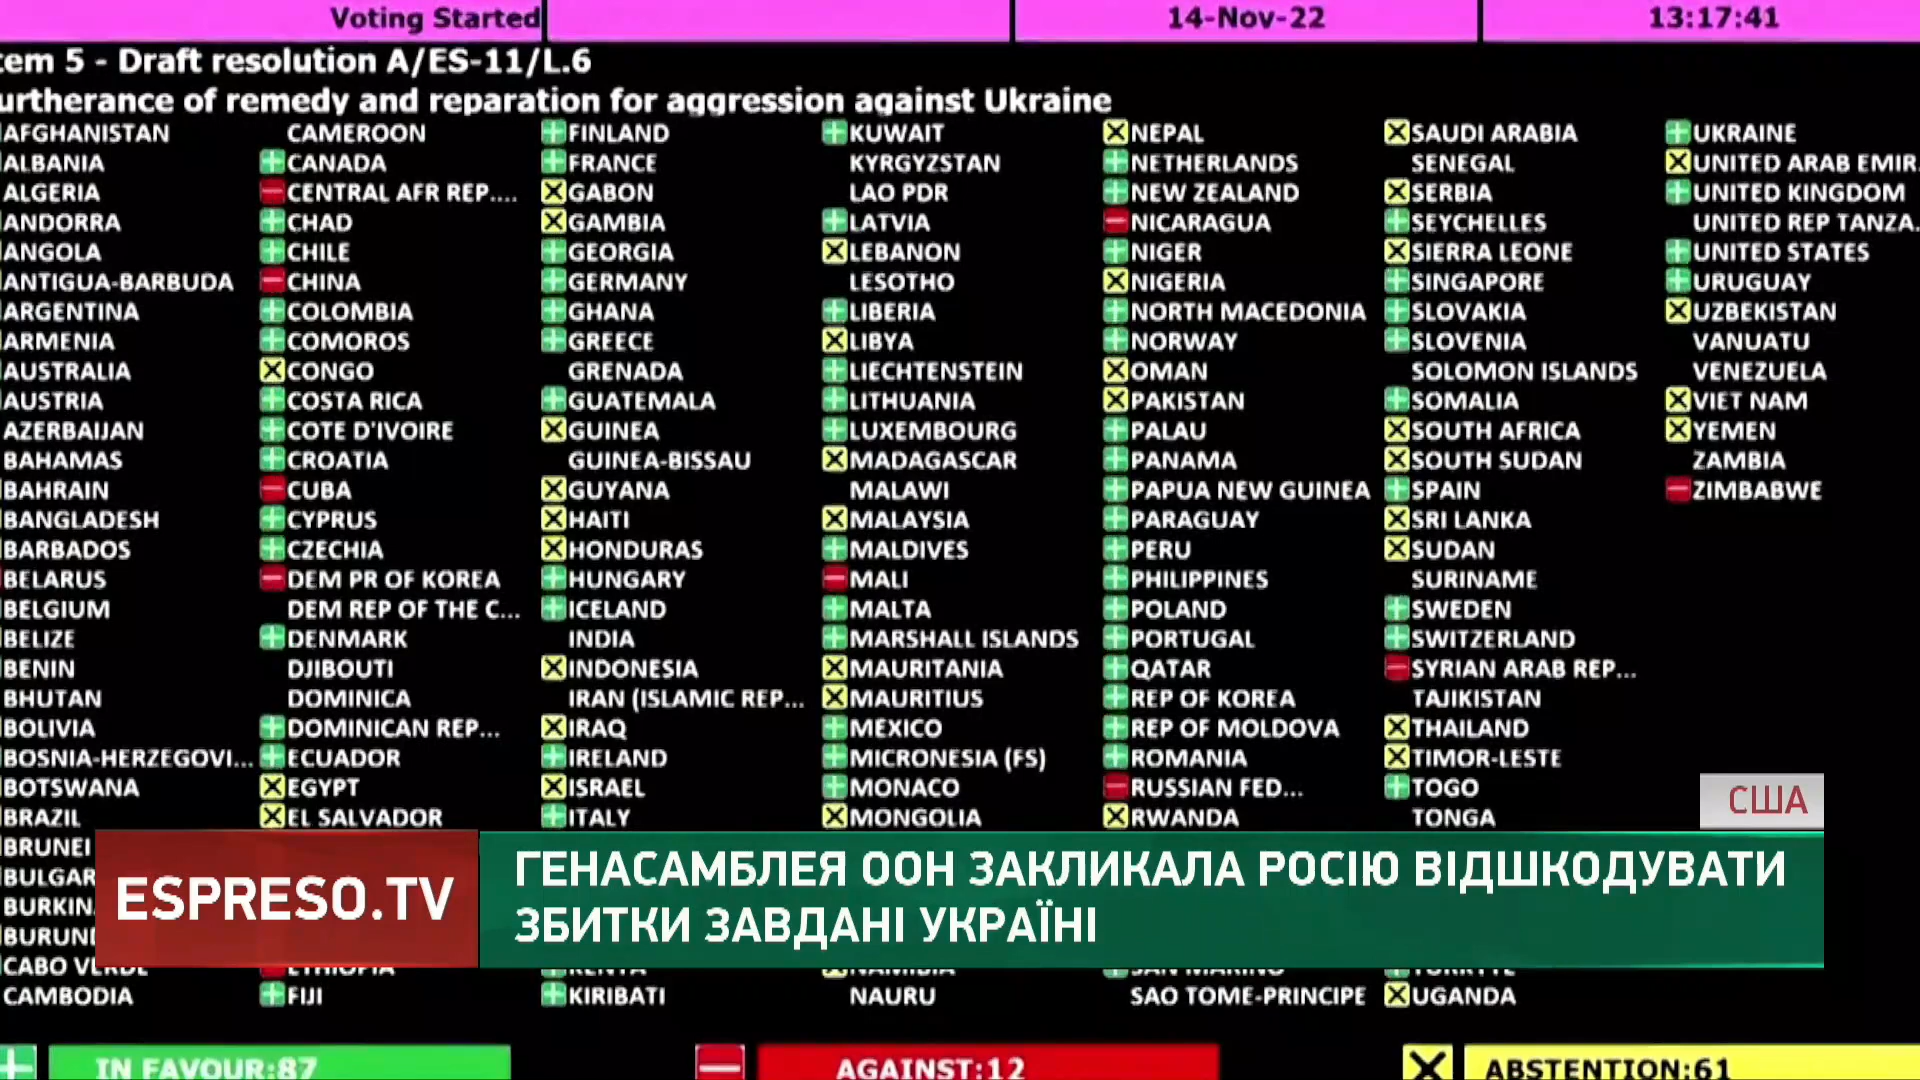 Voting Started
14-Nov-22
13:17:41
tem 5 - Draft resolution A/ES-11/L.6
urtherance of remedy and reparation for aggression against Ukraine
AFGHANISTAN
ALBANIA
ALGERIA
ANDORRA
ANGOLA
ANTIGUA-BARBUDA
ARGENTINA
ARMENIA
AUSTRALIA
AUSTRIA
AZERBAIJAN
BAHAMAS
BAHRAIN
BANGLADESH
BARBADOS
BELARUS
BELGIUM
BELIZE
BENIN
BHUTAN
BOLIVIA
BOSNIA-HERZEGOVI...
BOTSWANA
BRAZIL
BRUNEI
BULGAR
BURKIN
BURUN
CABO VERDE
CAMBODIA
CAMEROON
CANADA
CENTRAL AFR REP....
CHAD
CHILE
CHINA
COLOMBIA
COMOROS
CONGO
COSTA RICA
COTE D'IVOIRE
CROATIA
CUBA
CYPRUS
CZECHIA
DEM PR OF KOREA
DEM REP OF THE C...
DENMARK
DJIBOUTI
DOMINICA
DOMINICAN REP...
ECUADOR
EGYPT
EL SALVADOR
ETHIOPIA
FIJI
FINLAND
FRANCE
GABON
GAMBIA
GEORGIA
GERMANY
GHANA
GREECE
GRENADA
GUATEMALA
GUINEA
GUINEA-BISSAU
GUYANA
HAITI
HONDURAS
HUNGARY
ICELAND
INDIA
INDONESIA
IRAN (ISLAMIC REP...
IRAQ
IRELAND
ISRAEL
ITALY
KENYA
KIRIBATI
KUWAIT
KYRGYZSTAN
LAO PDR
LATVIA
LEBANON
LESOTHO
LIBERIA
LIBYA
LIECHTENSTEIN
LITHUANIA
LUXEMBOURG
MADAGASCAR
MALAWI
MALAYSIA
MALDIVES
MALI
MALTA
MARSHALL ISLANDS
MAURITANIA
MAURITIUS
MEXICO
MICRONESIA (FS)
MONACO
MONGOLIA
NAMIBIA
NAURU
NEPAL
NETHERLANDS
NEW ZEALAND
NICARAGUA
NIGER
NIGERIA
NORTH MACEDONIA
NORWAY
OMAN
PAKISTAN
PALAU
PANAMA
PAPUA NEW GUINEA
PARAGUAY
PERU
PHILIPPINES
POLAND
PORTUGAL
QATAR
REP OF KOREA
REP OF MOLDOVA
ROMANIA
RUSSIAN FED...
RWANDA
SAN MARINO
SAO TOME-PRINCIPE
SAUDI ARABIA
SENEGAL
SERBIA
SEYCHELLES
SIERRA LEONE
SINGAPORE
SLOVAKIA
SLOVENIA
SOLOMON ISLANDS
SOMALIA
SOUTH AFRICA
SOUTH SUDAN
SPAIN
SRI LANKA
SUDAN
SURINAME
SWEDEN
SWITZERLAND
SYRIAN ARAB REP...
TAJIKISTAN
THAILAND
TIMOR-LESTE
TOGO
TONGA
UGANDA
UKRAINE
UNITED ARAB EMIR.
UNITED KINGDOM
UNITED REP TANZA.
UNITED STATES
URUGUAY
UZBEKISTAN
VANUATU
VENEZUELA
VIET NAM
YEMEN
ZAMBIA
ZIMBABWE
США
ESPRESO.TV
ГЕНАСАМБЛЕЯ ООН ЗАКЛИКАЛА РОСІЮ ВІДШКОДУВАТИ
ЗБИТКИ ЗАВДАНІ УКРАЇНІ
IN FAVOUR:87
AGAINST:12
ABSTENTION:61